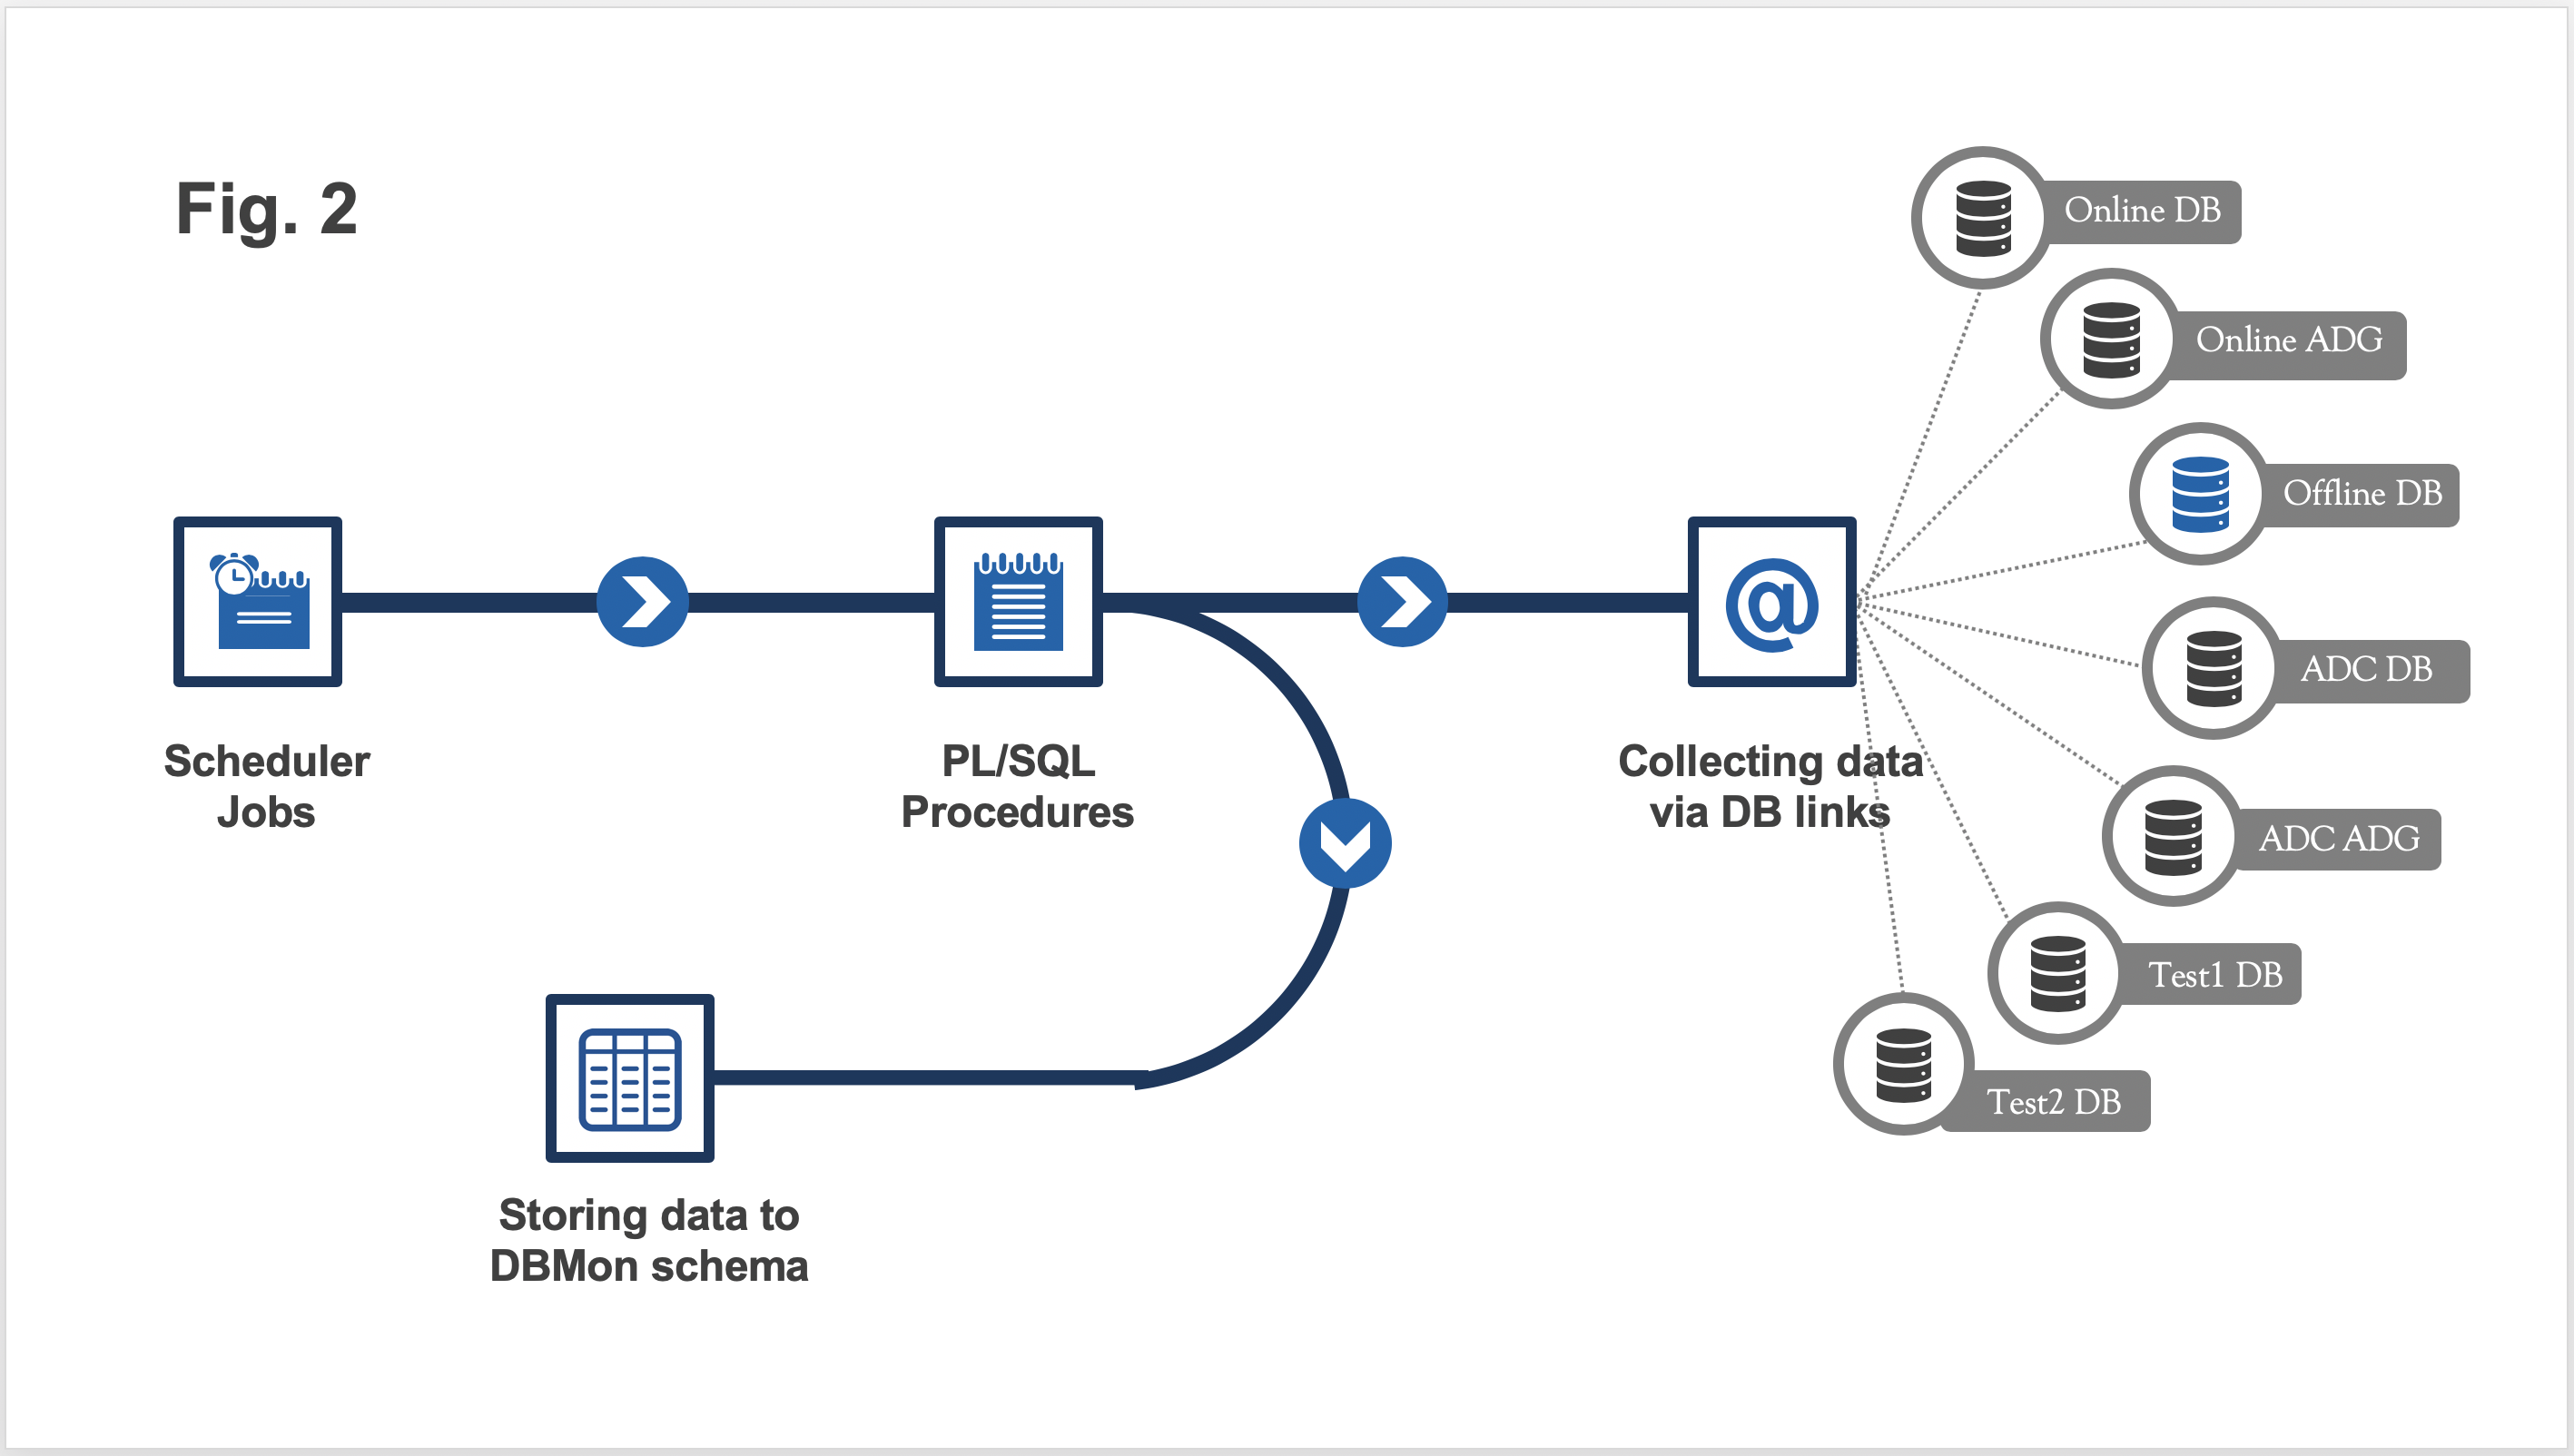 Fig. 2
Online DB
Online ADG
Offline DB
ADC DB
ADC ADG
Test1 DB
Test2 DB
Scheduler
Jobs
PL/SQL
Procedures
@
Collecting data
via DB links
Storing data to
DBMon schema